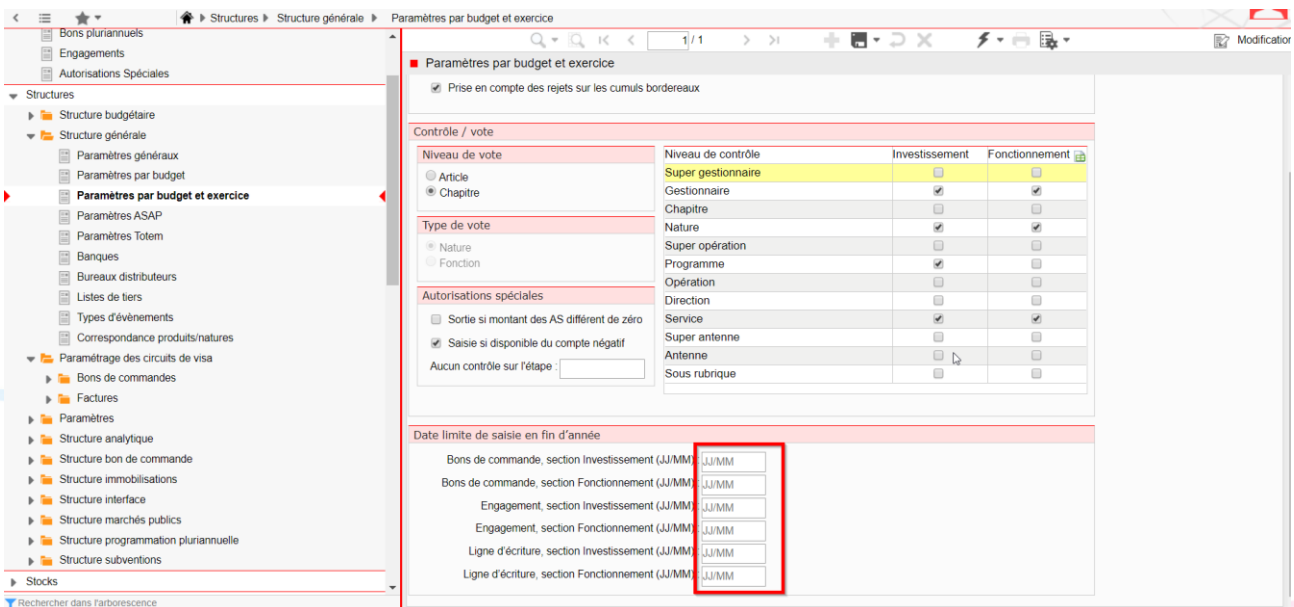 Structures Structure générale Paramètres par budget et exercice
Bons pluriannuels
Engagements
Autorisations Spéciales
Structures
Structure budgétaire
Structure générale
Paramètres généraux
Paramètres par budget
Paramètres par budget et exercice
Paramètres ASAP
Paramètres Totem
Banques
Bureaux distributeurs
Listes de tiers
Types d'évènements
Correspondance produits/natures
Paramétrage des circuits de visa
Bons de commandes
Factures
Paramètres
Structure analytique
Structure bon de commande
Structure immobilisations
Structure interface
Structure marchés publics
Structure programmation pluriannuelle
Structure subventions
Stocks
Rechercher dans l'arborescence
1 / 1
Modification
Paramètres par budget et exercice
Prise en compte des rejets sur les cumuls bordereaux
Contrôle / vote
Niveau de vote
Article
Chapitre
Type de vote
Nature
Fonction
Autorisations spéciales
Sortie si montant des AS différent de zéro
Saisie si disponible du compte négatif
Aucun contrôle sur l'étape :
Niveau de contrôle Investissement Fonctionnement
Super gestionnaire
Gestionnaire
Chapitre
Nature
Super opération
Programme
Opération
Direction
Service
Super antenne
Antenne
Sous rubrique
Date limite de saisie en fin d'année
Bons de commande, section Investissement (JJ/MM) : JJ/MM
Bons de commande, section Fonctionnement (JJ/MM) : JJ/MM
Engagement, section Investissement (JJ/MM) : JJ/MM
Engagement, section Fonctionnement (JJ/MM) : JJ/MM
Ligne d'écriture, section Investissement (JJ/MM) : JJ/MM
Ligne d'écriture, section Fonctionnement (JJ/MM) : JJ/MM